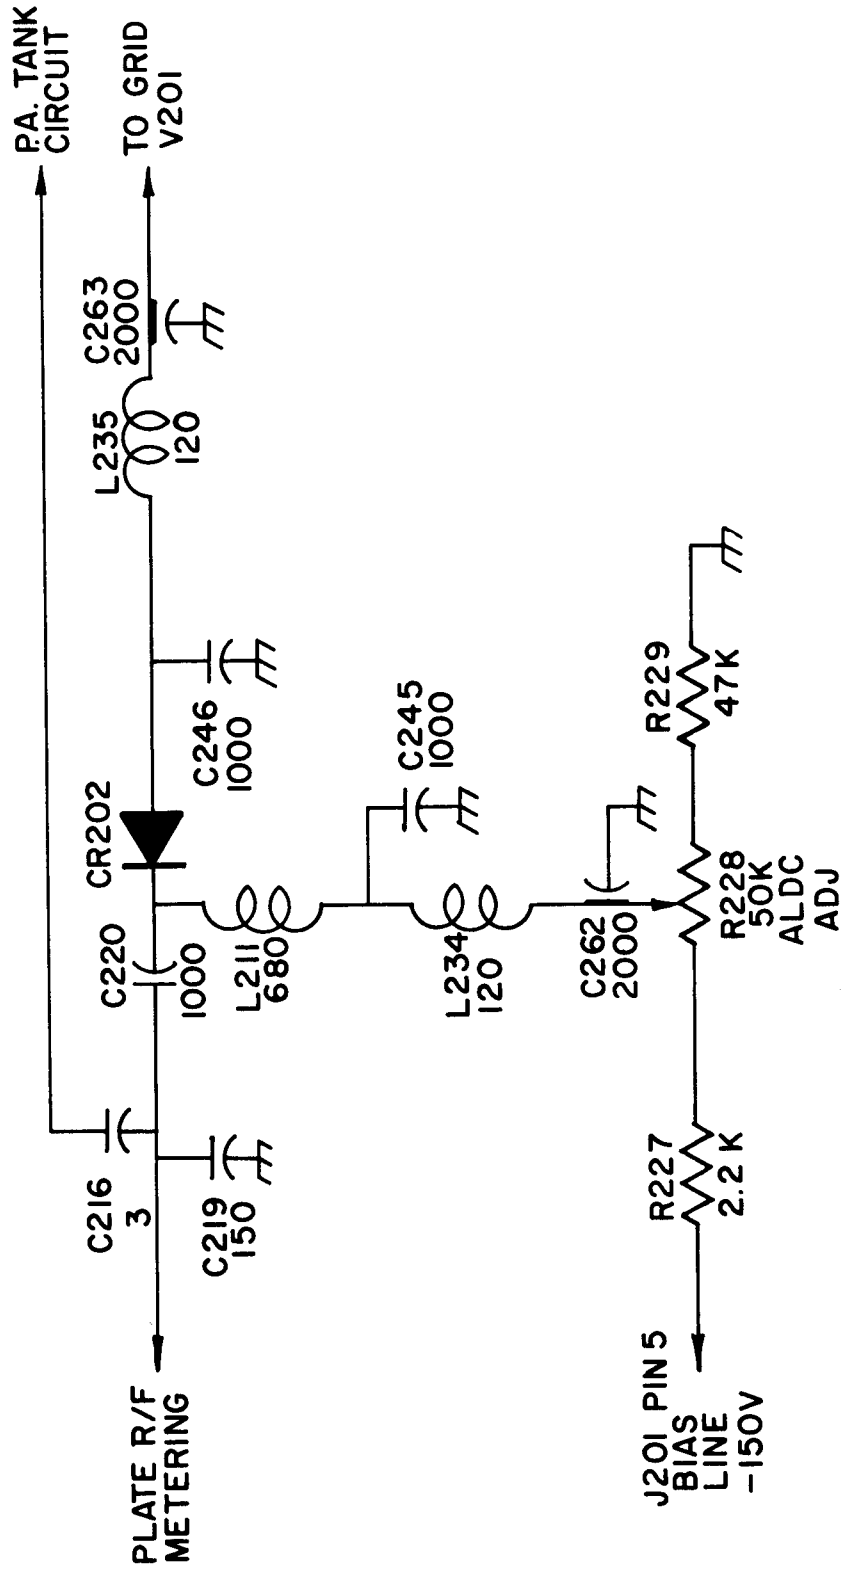 P.A. TANK
CIRCUIT
TO GRID
V201
C263
2000
L235
120
C246
1000
CR202
C220
1000
C216
3
C219
150
PLATE R/F
METERING
L211
680
C245
1000
L234
120
C262
2000
R229
47K
R228
50K
ALDC
ADJ
R227
2.2K
J201 PIN 5
BIAS
LINE
-150V